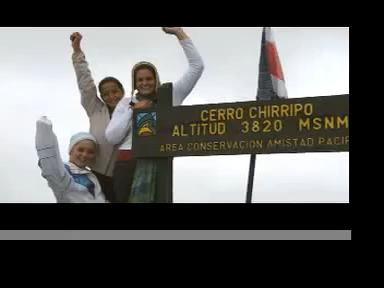 CERRO CHIRRIPO
ALTITUD 3820 MSNM
AREA CONSERVACION AMISTAD PACIF